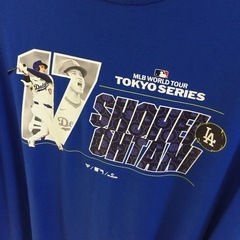 17
MLB WORLD TOUR
TOKYO SERIES
SHOHEI
OHTANI
LA